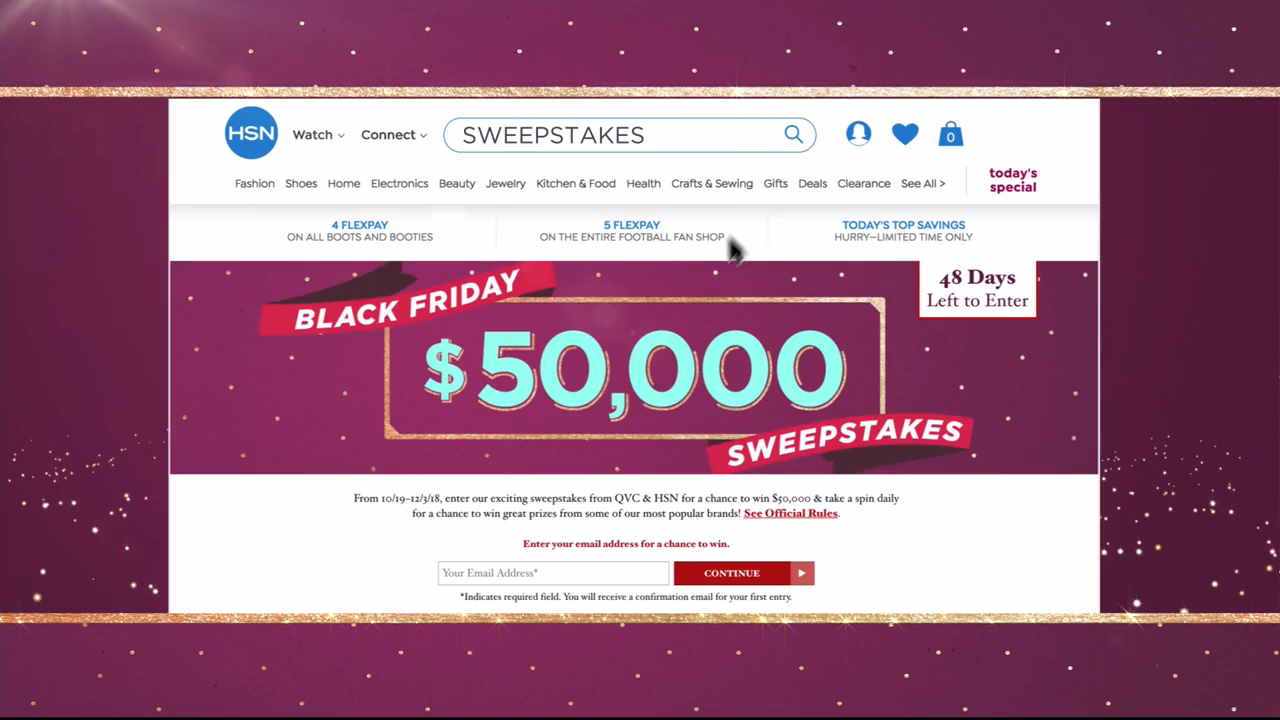 HSN
Watch
Connect
SWEEPSTAKES
0
Fashion Shoes Home Electronics Beauty Jewelry Kitchen & Food Health Crafts & Sewing Gifts Deals Clearance See All >
today's
special
4 FLEXPAY
ON ALL BOOTS AND BOOTIES
5 FLEXPAY
ON THE ENTIRE FOOTBALL FAN SHOP
TODAY'S TOP SAVINGS
HURRY—LIMITED TIME ONLY
48 Days
Left to Enter
BLACK FRIDAY
$50,000
SWEEPSTAKES
From 10/19–12/3/18, enter our exciting sweepstakes from QVC & HSN for a chance to win $50,000 & take a spin daily
for a chance to win great prizes from some of our most popular brands! See Official Rules.
Enter your email address for a chance to win.
Your Email Address*
CONTINUE
*Indicates required field. You will receive a confirmation email for your first entry.